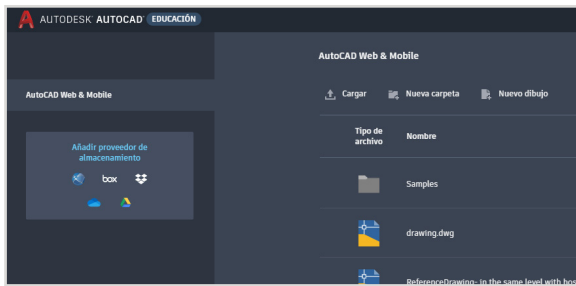 AUTODESK® AUTOCAD® EDUCACIÓN
AutoCAD Web & Mobile
AutoCAD Web & Mobile
Cargar Nueva carpeta Nuevo dibujo
Añadir proveedor de
almacenamiento
box
Tipo de
archivo Nombre
Samples
drawing.dwg
ReferenceDrawing- in the same level with hos